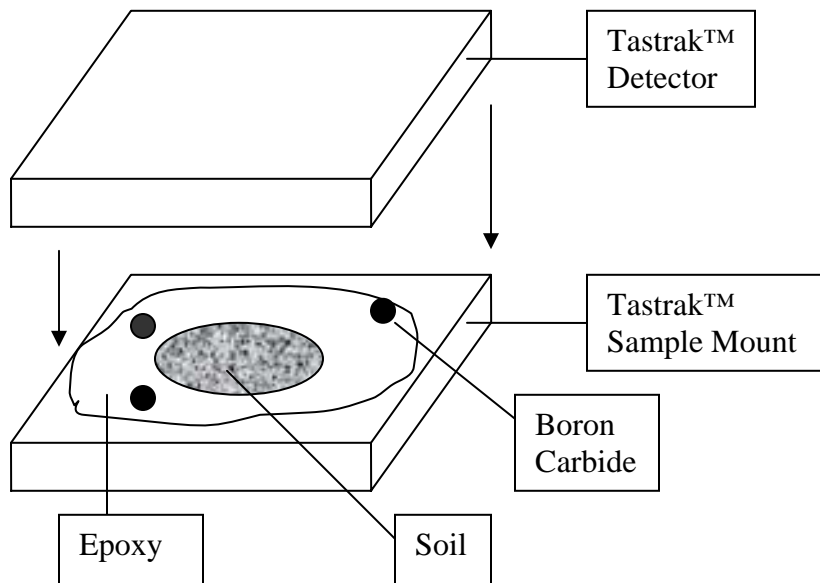 Tastrak™
Detector
Tastrak™
Sample Mount
Boron
Carbide
Epoxy
Soil